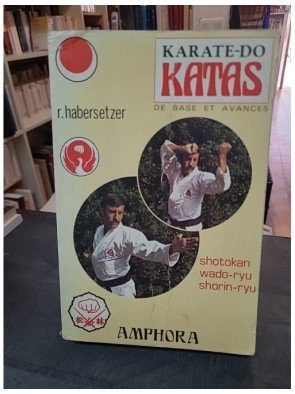 KARATE-DO
KATAS
DE BASE ET AVANCES
r.habersetzer
shotokan
wado-ryu
shorin-ryu
AMPHORA